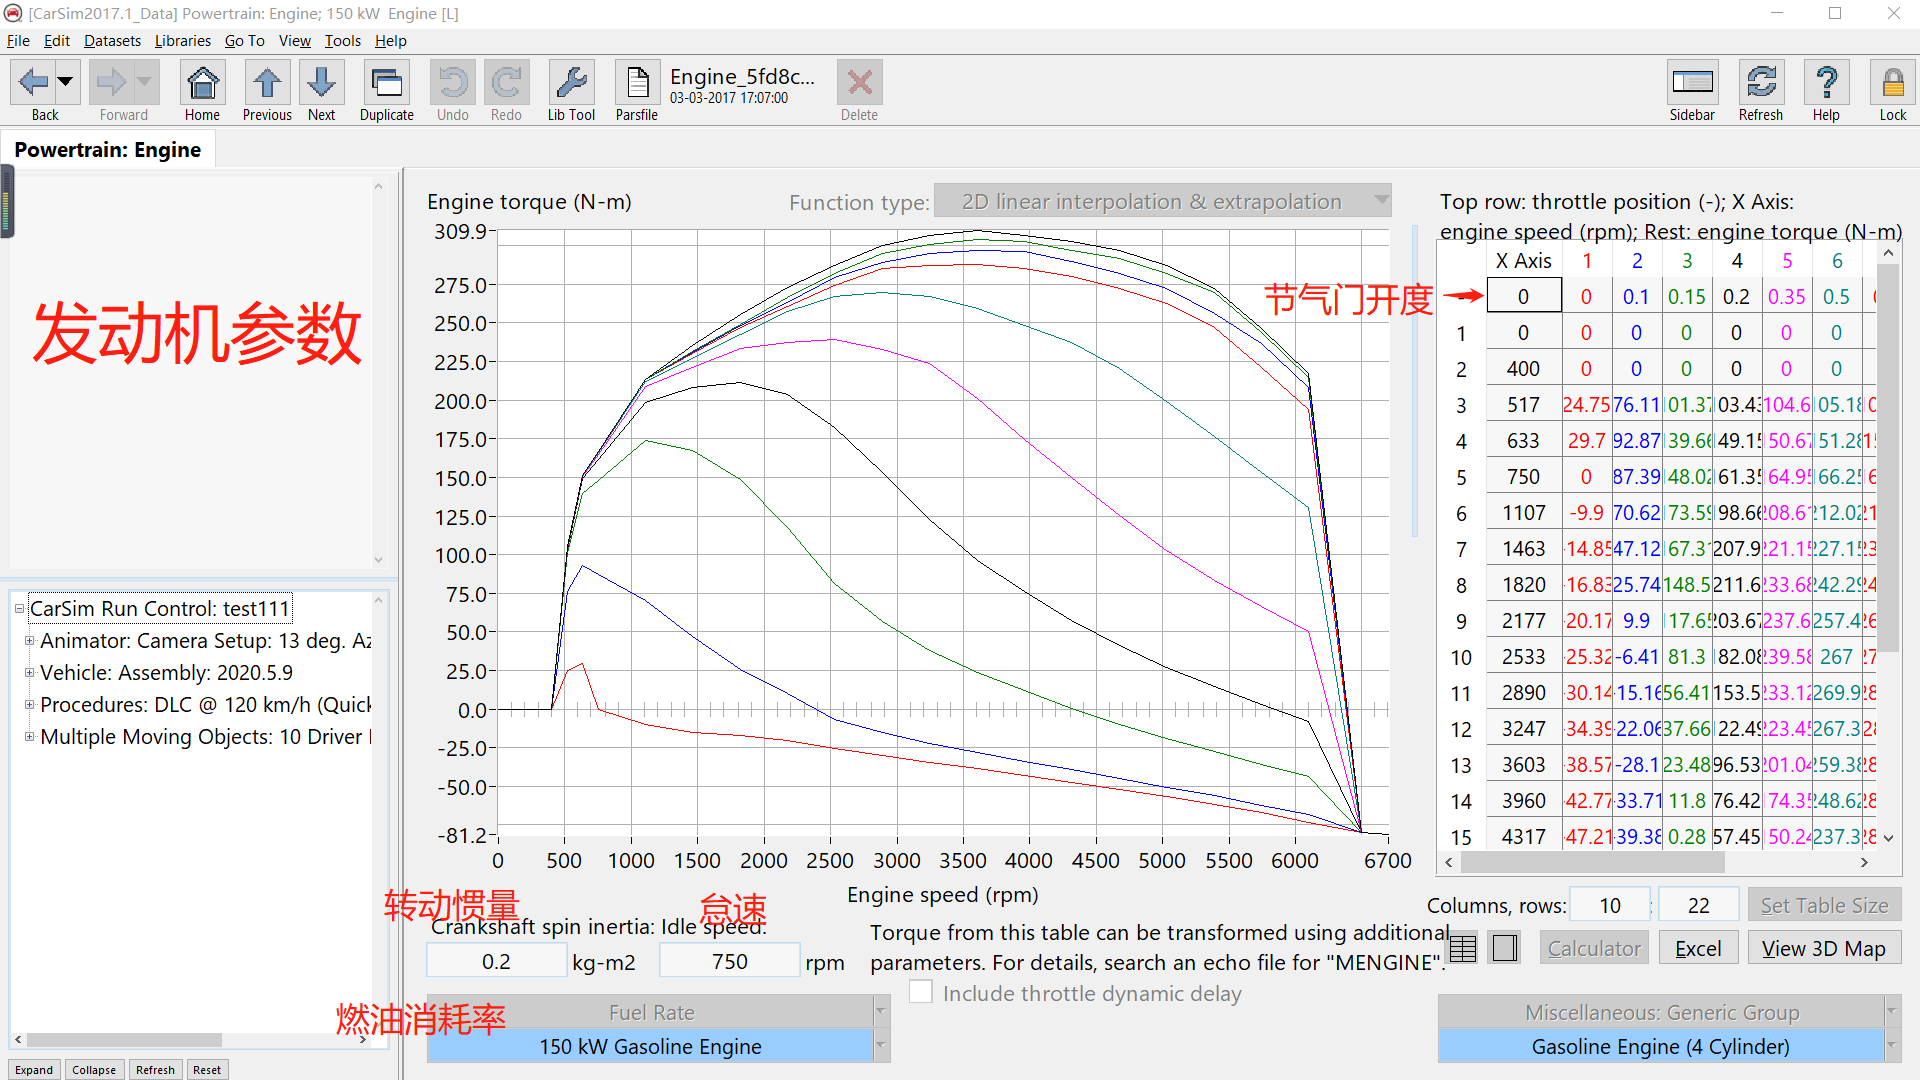 [CarSim2017.1_Data] Powertrain: Engine; 150 kW  Engine [L]
File Edit Datasets Libraries Go To View Tools Help
Back Forward Home Previous Next Duplicate Undo Redo Lib Tool Parsfile
Engine_5fd8c...
03-03-2017 17:07:00
Delete Sidebar Refresh Help Lock
Powertrain: Engine
发动机参数
CarSim Run Control: test111
Animator: Camera Setup: 13 deg. Az
Vehicle: Assembly: 2020.5.9
Procedures: DLC @ 120 km/h (Quick
Multiple Moving Objects: 10 Driver
Expand Collapse Refresh Reset
Engine torque (N-m)
Function type: 2D linear interpolation & extrapolation
309.9
275.0
250.0
225.0
200.0
175.0
150.0
125.0
100.0
75.0
50.0
25.0
0.0
-25.0
-50.0
-81.2
0 500 1000 1500 2000 2500 3000 3500 4000 4500 5000 5500 6000 6700
Engine speed (rpm)
转动惯量
怠速
Crankshaft spin inertia: Idle speed:
0.2 kg-m2 750 rpm
Torque from this table can be transformed using additional
parameters. For details, search an echo file for "MENGINE".
Include throttle dynamic delay
燃油消耗率
Fuel Rate
150 kW Gasoline Engine
Top row: throttle position (-); X Axis:
engine speed (rpm); Rest: engine torque (N-m)
节气门开度
X Axis 1 2 3 4 5 6
- 0 0 0.1 0.15 0.2 0.35 0.5
1 0 0 0 0 0 0 0
2 400 0 0 0 0 0 0
3 517 24.75 76.11 01.37 03.43 104.6 05.18
4 633 29.7 92.87 39.66 49.15 50.67 51.28
5 750 0 87.39 48.02 61.35 64.95 66.25
6 1107 -9.9 70.62 73.59 98.66 208.61 212.02
7 1463 -14.85 47.12 67.31 207.9 221.15 227.15
8 1820 -16.83 25.74 148.5 211.6 233.68 242.29
9 2177 -20.17 9.9 17.65 203.67 237.6 257.4
10 2533 -25.32 -6.41 81.3 82.08 239.58 267
11 2890 -30.14 -15.16 56.41 153.5 233.12 269.9
12 3247 -34.39 -22.06 37.66 22.49 223.45 267.3
13 3603 -38.57 -28.1 23.48 96.53 201.04 259.38
14 3960 -42.77 -33.71 11.8 76.42 174.35 248.62
15 4317 -47.21 -39.38 0.28 57.45 50.24 237.3
Columns, rows: 10 : 22 Set Table Size
Calculator Excel View 3D Map
Miscellaneous: Generic Group
Gasoline Engine (4 Cylinder)